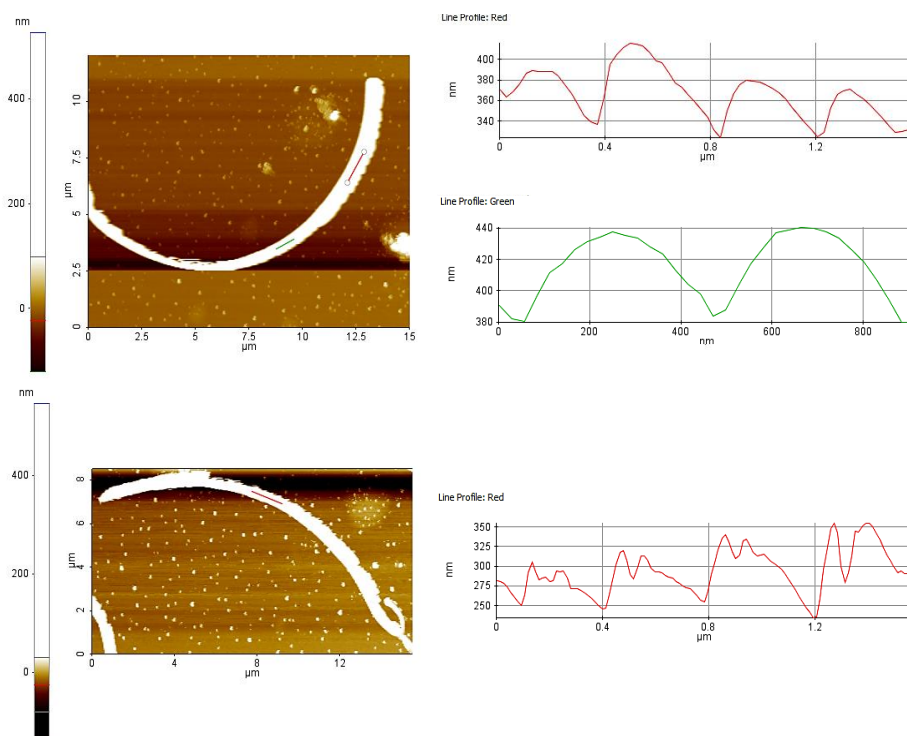 nm
400
200
0
10
7.5
5
2.5
0
µm
0 2.5 5 7.5 10 12.5 15
µm
Line Profile: Red
400
380
360
340
nm
0 0.4 0.8 1.2
µm
Line Profile: Green
440
420
400
380
nm
0 200 400 600 800
nm
nm
400
200
0
8
6
4
2
0
µm
0 4 8 12
µm
Line Profile: Red
350
325
300
275
250
nm
0 0.4 0.8 1.2
µm